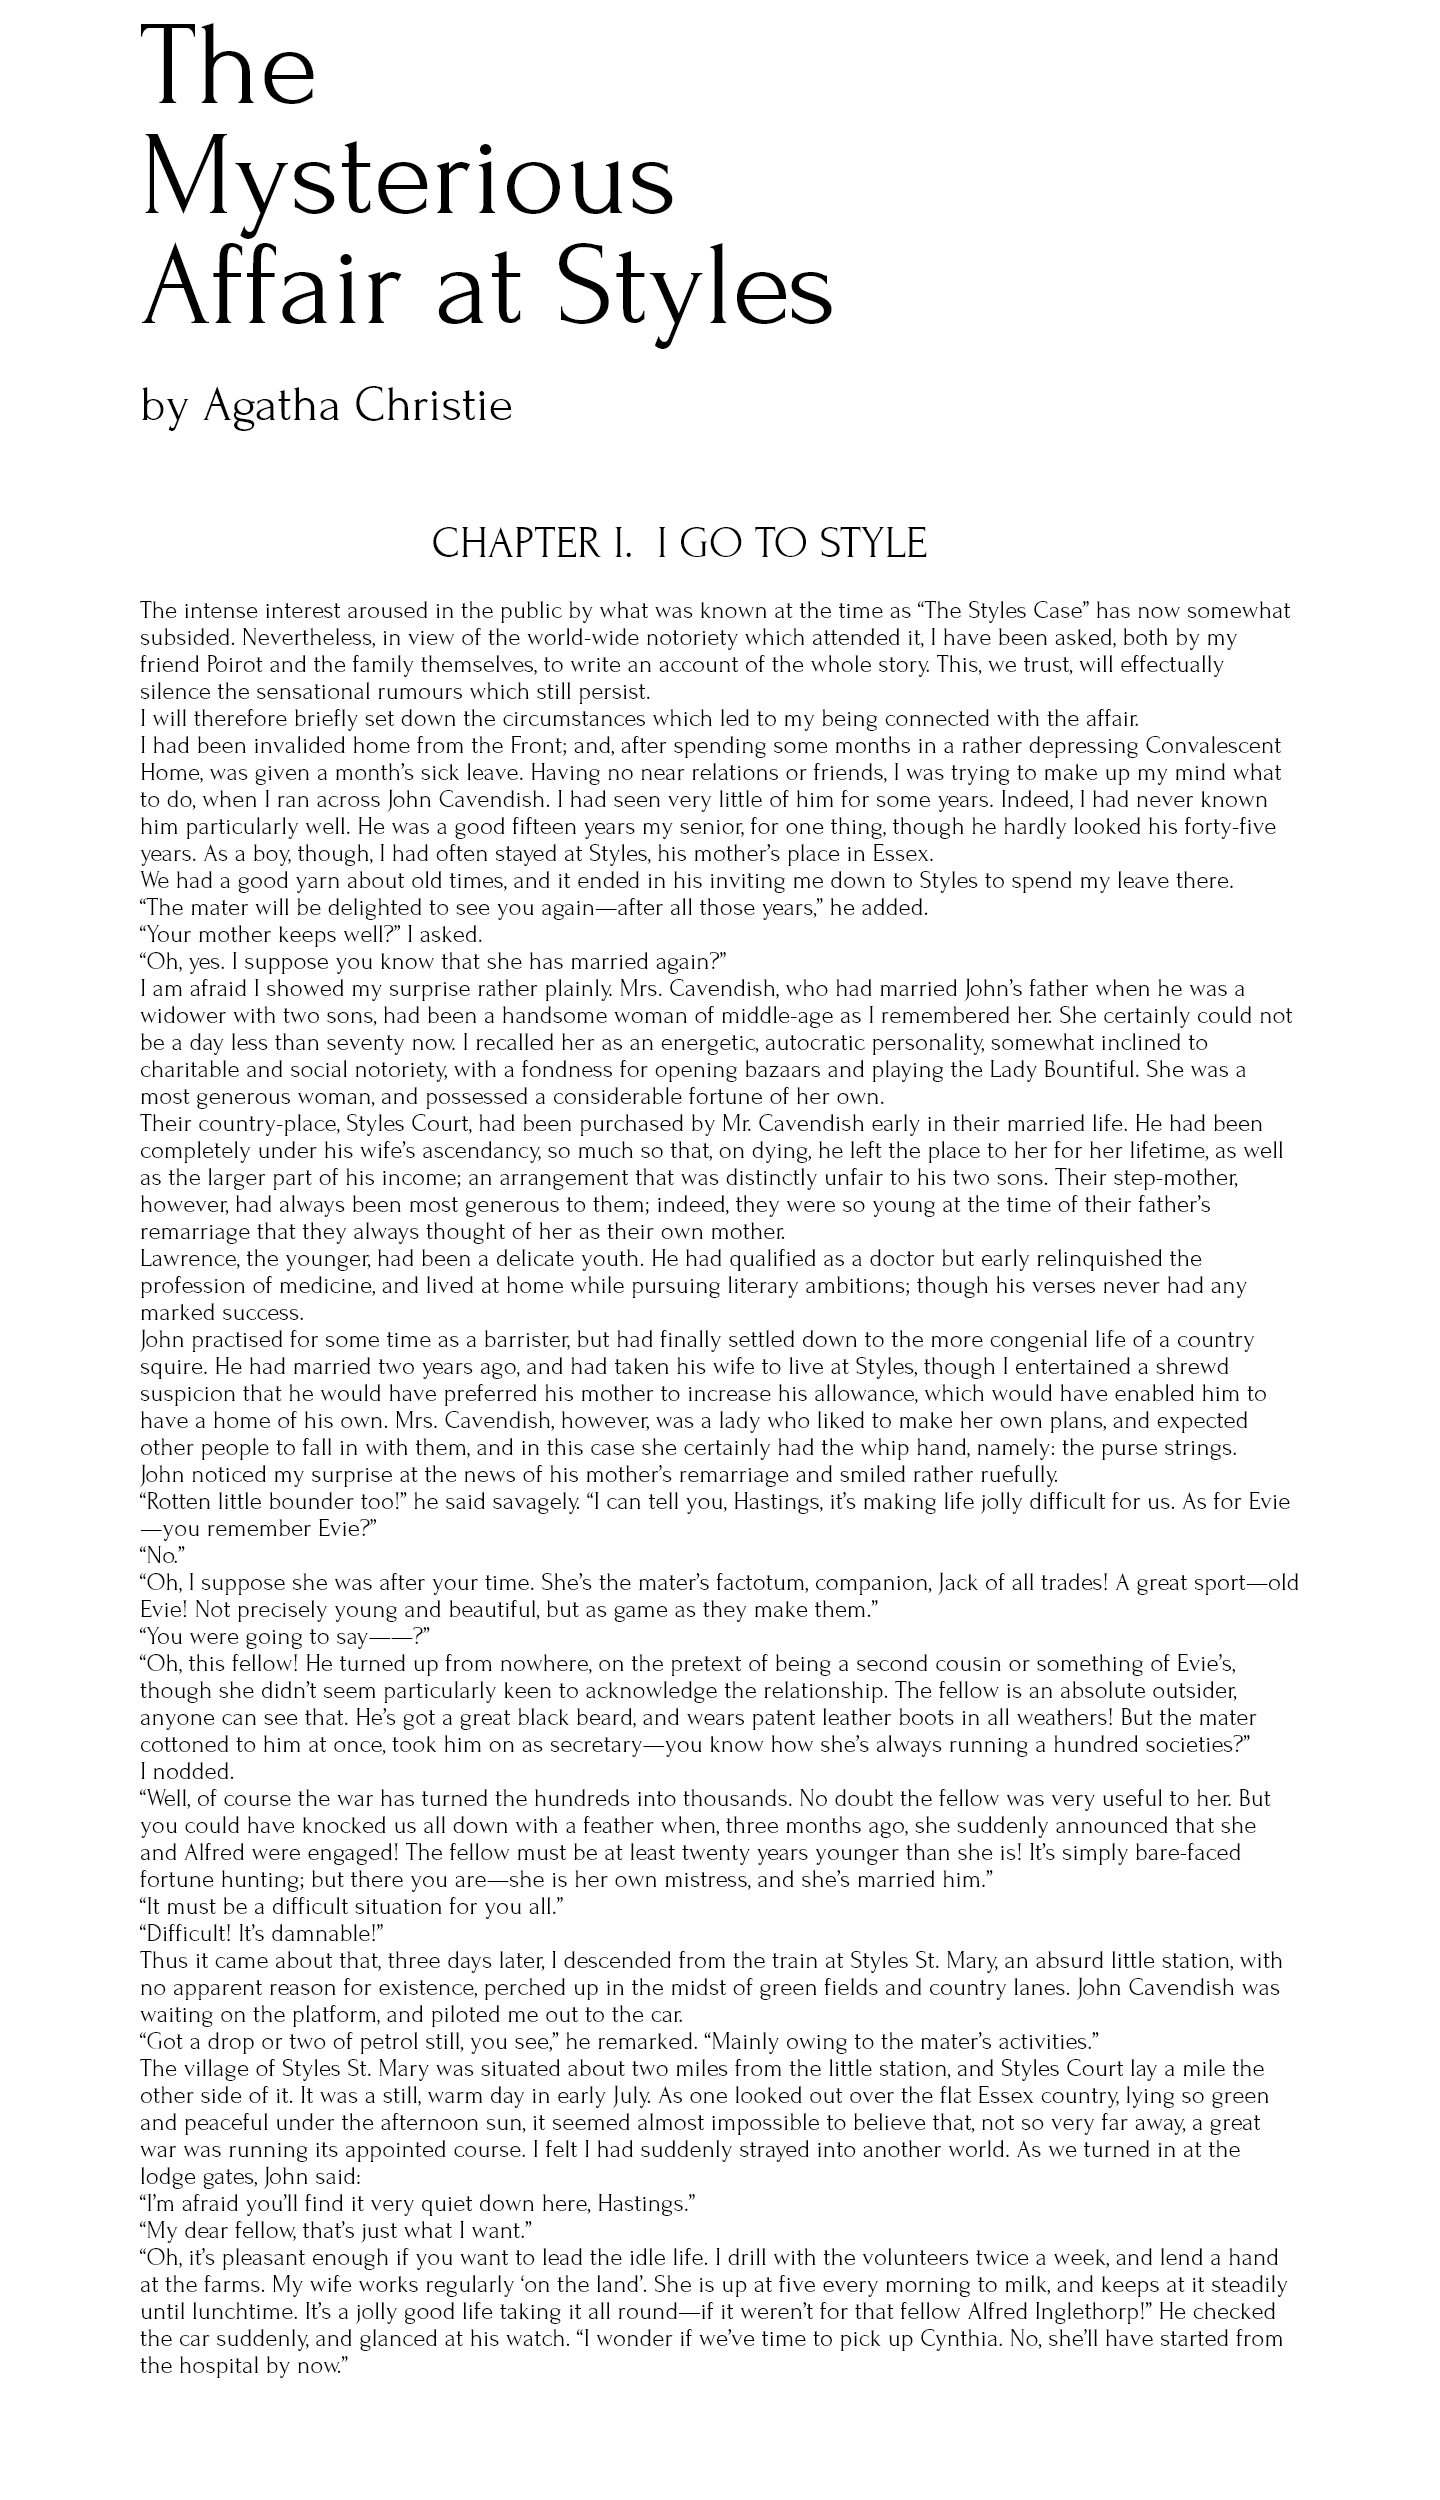 The
Mysterious
Affair at Styles
by Agatha Christie
CHAPTER I.  I GO TO STYLE
The intense interest aroused in the public by what was known at the time as “The Styles Case” has now somewhat
subsided. Nevertheless, in view of the world-wide notoriety which attended it, I have been asked, both by my
friend Poirot and the family themselves, to write an account of the whole story. This, we trust, will effectually
silence the sensational rumours which still persist.
I will therefore briefly set down the circumstances which led to my being connected with the affair.
I had been invalided home from the Front; and, after spending some months in a rather depressing Convalescent
Home, was given a month’s sick leave. Having no near relations or friends, I was trying to make up my mind what
to do, when I ran across John Cavendish. I had seen very little of him for some years. Indeed, I had never known
him particularly well. He was a good fifteen years my senior, for one thing, though he hardly looked his forty-five
years. As a boy, though, I had often stayed at Styles, his mother’s place in Essex.
We had a good yarn about old times, and it ended in his inviting me down to Styles to spend my leave there.
“The mater will be delighted to see you again—after all those years,” he added.
“Your mother keeps well?” I asked.
“Oh, yes. I suppose you know that she has married again?”
I am afraid I showed my surprise rather plainly. Mrs. Cavendish, who had married John’s father when he was a
widower with two sons, had been a handsome woman of middle-age as I remembered her. She certainly could not
be a day less than seventy now. I recalled her as an energetic, autocratic personality, somewhat inclined to
charitable and social notoriety, with a fondness for opening bazaars and playing the Lady Bountiful. She was a
most generous woman, and possessed a considerable fortune of her own.
Their country-place, Styles Court, had been purchased by Mr. Cavendish early in their married life. He had been
completely under his wife’s ascendancy, so much so that, on dying, he left the place to her for her lifetime, as well
as the larger part of his income; an arrangement that was distinctly unfair to his two sons. Their step-mother,
however, had always been most generous to them; indeed, they were so young at the time of their father’s
remarriage that they always thought of her as their own mother.
Lawrence, the younger, had been a delicate youth. He had qualified as a doctor but early relinquished the
profession of medicine, and lived at home while pursuing literary ambitions; though his verses never had any
marked success.
John practised for some time as a barrister, but had finally settled down to the more congenial life of a country
squire. He had married two years ago, and had taken his wife to live at Styles, though I entertained a shrewd
suspicion that he would have preferred his mother to increase his allowance, which would have enabled him to
have a home of his own. Mrs. Cavendish, however, was a lady who liked to make her own plans, and expected
other people to fall in with them, and in this case she certainly had the whip hand, namely: the purse strings.
John noticed my surprise at the news of his mother’s remarriage and smiled rather ruefully.
“Rotten little bounder too!” he said savagely. “I can tell you, Hastings, it’s making life jolly difficult for us. As for Evie
—you remember Evie?”
“No.”
“Oh, I suppose she was after your time. She’s the mater’s factotum, companion, Jack of all trades! A great sport—old
Evie! Not precisely young and beautiful, but as game as they make them.”
“You were going to say——?”
“Oh, this fellow! He turned up from nowhere, on the pretext of being a second cousin or something of Evie’s,
though she didn’t seem particularly keen to acknowledge the relationship. The fellow is an absolute outsider,
anyone can see that. He’s got a great black beard, and wears patent leather boots in all weathers! But the mater
cottoned to him at once, took him on as secretary—you know how she’s always running a hundred societies?”
I nodded.
“Well, of course the war has turned the hundreds into thousands. No doubt the fellow was very useful to her. But
you could have knocked us all down with a feather when, three months ago, she suddenly announced that she
and Alfred were engaged! The fellow must be at least twenty years younger than she is! It’s simply bare-faced
fortune hunting; but there you are—she is her own mistress, and she’s married him.”
“It must be a difficult situation for you all.”
“Difficult! It’s damnable!”
Thus it came about that, three days later, I descended from the train at Styles St. Mary, an absurd little station, with
no apparent reason for existence, perched up in the midst of green fields and country lanes. John Cavendish was
waiting on the platform, and piloted me out to the car.
“Got a drop or two of petrol still, you see,” he remarked. “Mainly owing to the mater’s activities.”
The village of Styles St. Mary was situated about two miles from the little station, and Styles Court lay a mile the
other side of it. It was a still, warm day in early July. As one looked out over the flat Essex country, lying so green
and peaceful under the afternoon sun, it seemed almost impossible to believe that, not so very far away, a great
war was running its appointed course. I felt I had suddenly strayed into another world. As we turned in at the
lodge gates, John said:
“I’m afraid you’ll find it very quiet down here, Hastings.”
“My dear fellow, that’s just what I want.”
“Oh, it’s pleasant enough if you want to lead the idle life. I drill with the volunteers twice a week, and lend a hand
at the farms. My wife works regularly ‘on the land’. She is up at five every morning to milk, and keeps at it steadily
until lunchtime. It’s a jolly good life taking it all round—if it weren’t for that fellow Alfred Inglethorp!” He checked
the car suddenly, and glanced at his watch. “I wonder if we’ve time to pick up Cynthia. No, she’ll have started from
the hospital by now.”